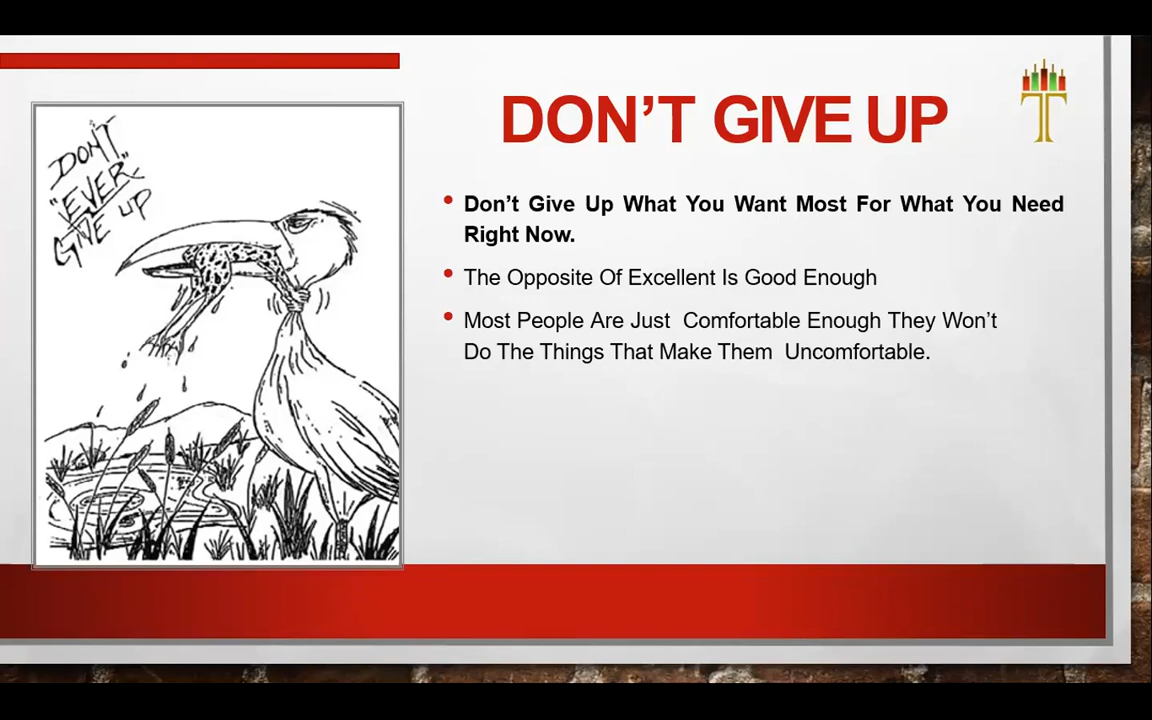 DON'T
"EVER"
GIVE UP
DON’T GIVE UP
T
Don’t Give Up What You Want Most For What You Need
Right Now.
The Opposite Of Excellent Is Good Enough
Most People Are Just Comfortable Enough They Won’t
Do The Things That Make Them Uncomfortable.